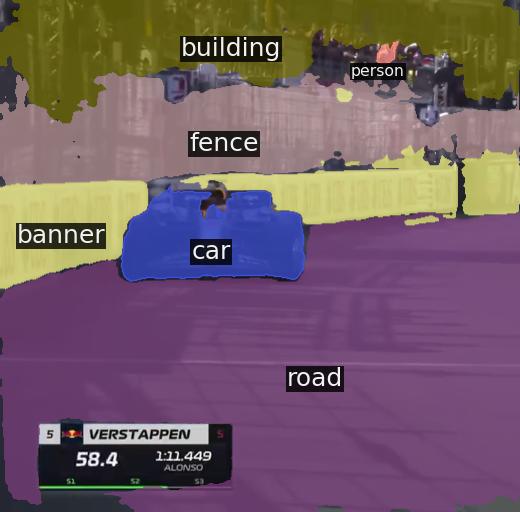 building
person
fence
banner
car
road
5 VERSTAPPEN 5
58.4 1:11.449
ALONSO
S1 S2 S3